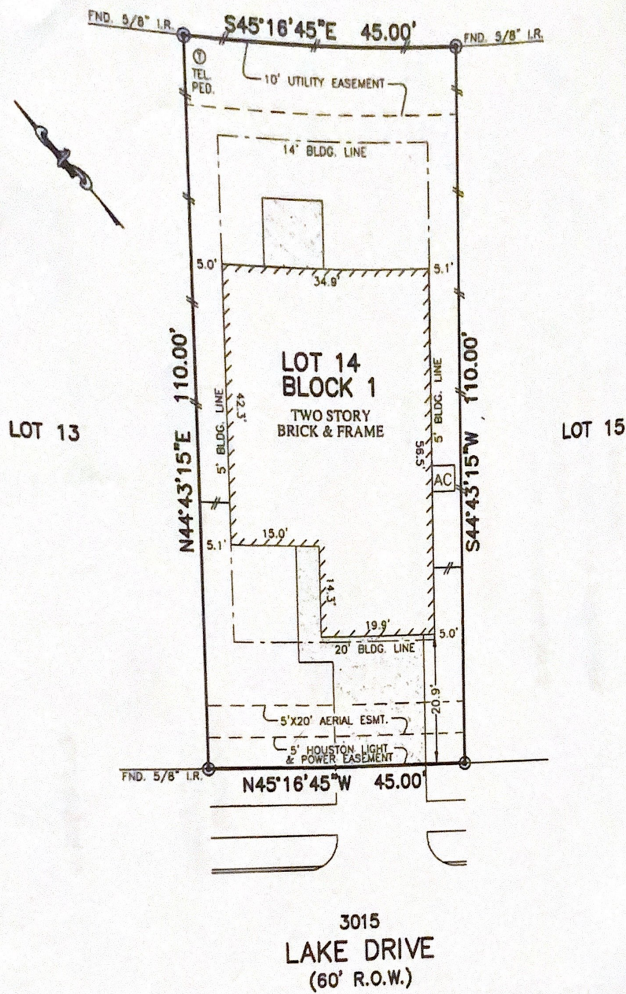 FND. 5/8" I.R.
S45°16'45"E 45.00'
FND. 5/8" I.R.
T
TEL.
PED.
10' UTILITY EASEMENT
14' BLDG. LINE
5.0'
34.9'
5.1'
N44°43'15"E 110.00'
5' BLDG. LINE
42.3'
LOT 14
BLOCK 1
TWO STORY
BRICK & FRAME
5' BLDG. LINE
56.5'
S44°43'15"W 110.00'
LOT 13
LOT 15
AC
5.1'
15.0'
14.3'
19.9'
5.0'
20' BLDG. LINE
20.9'
5'X20' AERIAL ESMT.
5' HOUSTON LIGHT
& POWER EASEMENT
FND. 5/8" I.R.
N45°16'45"W 45.00'
3015
LAKE DRIVE
(60' R.O.W.)